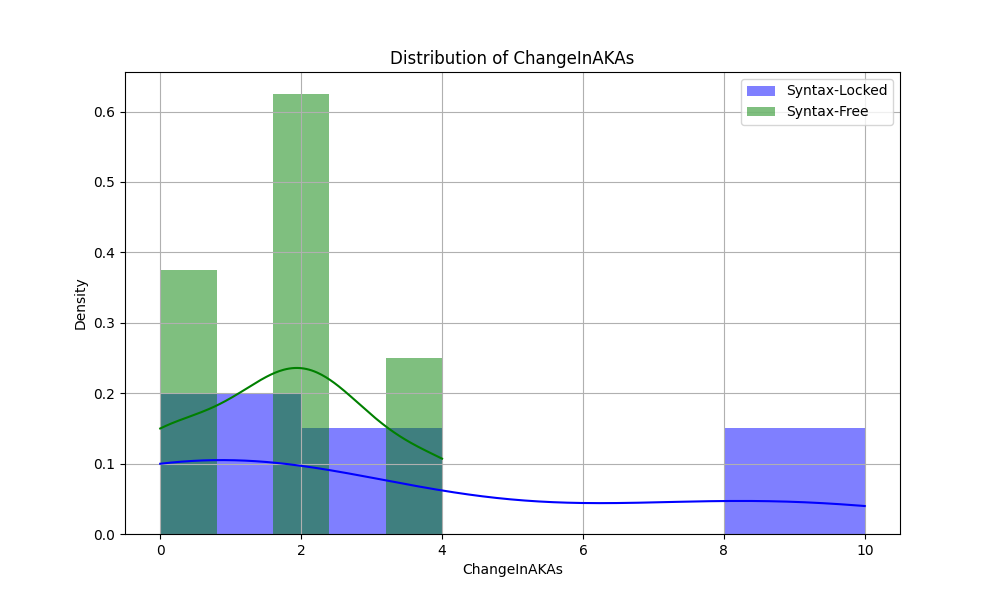 Distribution of ChangeInAKAs
Syntax-Locked
Syntax-Free
Density
0.6
0.5
0.4
0.3
0.2
0.1
0.0
0 2 4 6 8 10
ChangeInAKAs